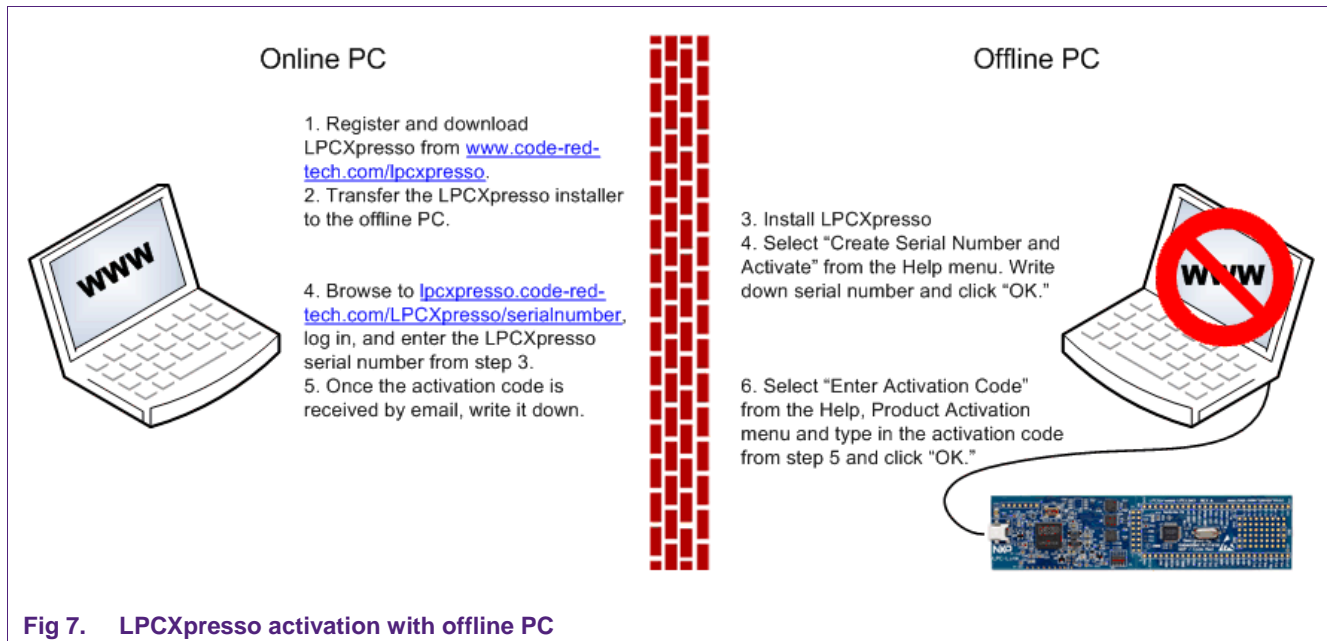 Online PC
1. Register and download
LPCXpresso from www.code-red-
tech.com/lpcxpresso.
2. Transfer the LPCXpresso installer
to the offline PC.
4. Browse to lpcxpresso.code-red-
tech.com/LPCXpresso/serialnumber,
log in, and enter the LPCXpresso
serial number from step 3.
5. Once the activation code is
received by email, write it down.
www
Offline PC
3. Install LPCXpresso
4. Select “Create Serial Number and
Activate” from the Help menu. Write
down serial number and click “OK.”
6. Select “Enter Activation Code”
from the Help, Product Activation
menu and type in the activation code
from step 5 and click “OK.”
www
NXP
LPC-Link
Fig 7. LPCXpresso activation with offline PC